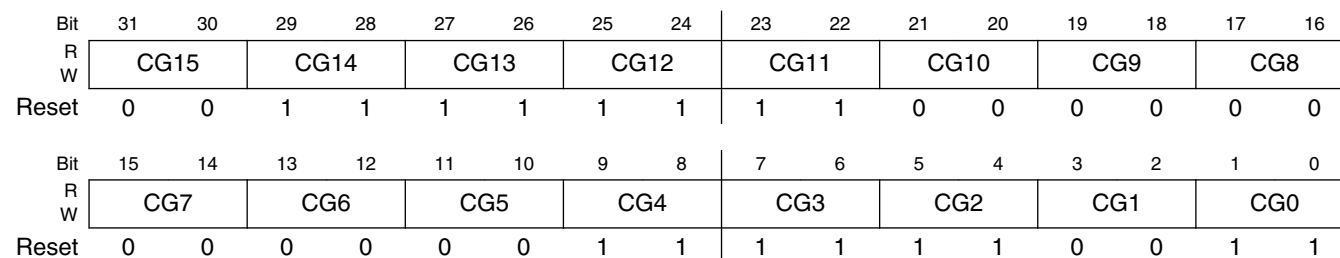 Bit 31 30 29 28 27 26 25 24 23 22 21 20 19 18 17 16
R
W CG15 CG14 CG13 CG12 CG11 CG10 CG9 CG8
Reset 0 0 1 1 1 1 1 1 1 1 0 0 0 0 0 0
Bit 15 14 13 12 11 10 9 8 7 6 5 4 3 2 1 0
R
W CG7 CG6 CG5 CG4 CG3 CG2 CG1 CG0
Reset 0 0 0 0 0 0 1 1 1 1 1 1 0 0 1 1